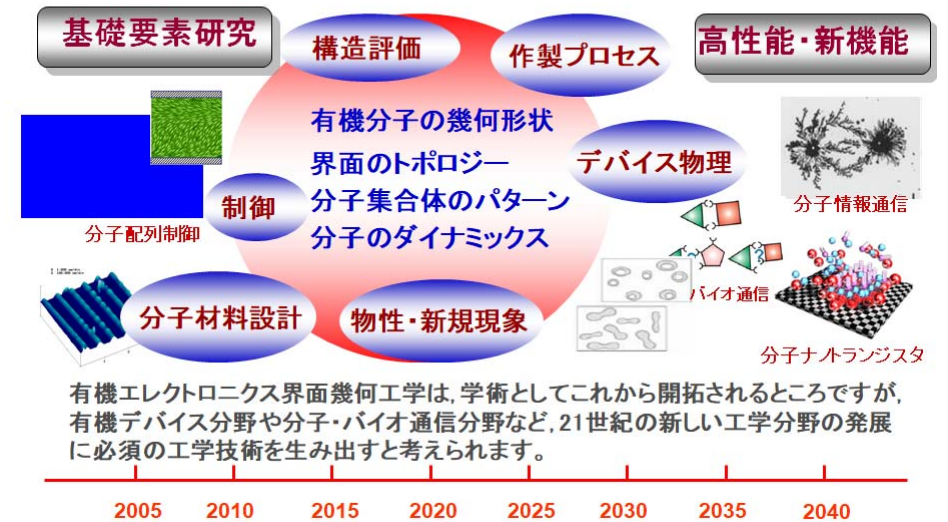 基礎要素研究
構造評価
作製プロセス
高性能・新機能
有機分子の幾何形状
界面のトポロジー
分子集合体のパターン
分子のダイナミックス
デバイス物理
制御
分子配列制御
分子情報通信
バイオ通信
分子材料設計
物性・新規現象
分子ナノトランジスタ
有機エレクトロニクス界面幾何工学は,学術としてこれから開拓されるところですが,
有機デバイス分野や分子・バイオ通信分野など,21世紀の新しい工学分野の発展
に必須の工学技術を生み出すと考えられます。
2005 2010 2015 2020 2025 2030 2035 2040